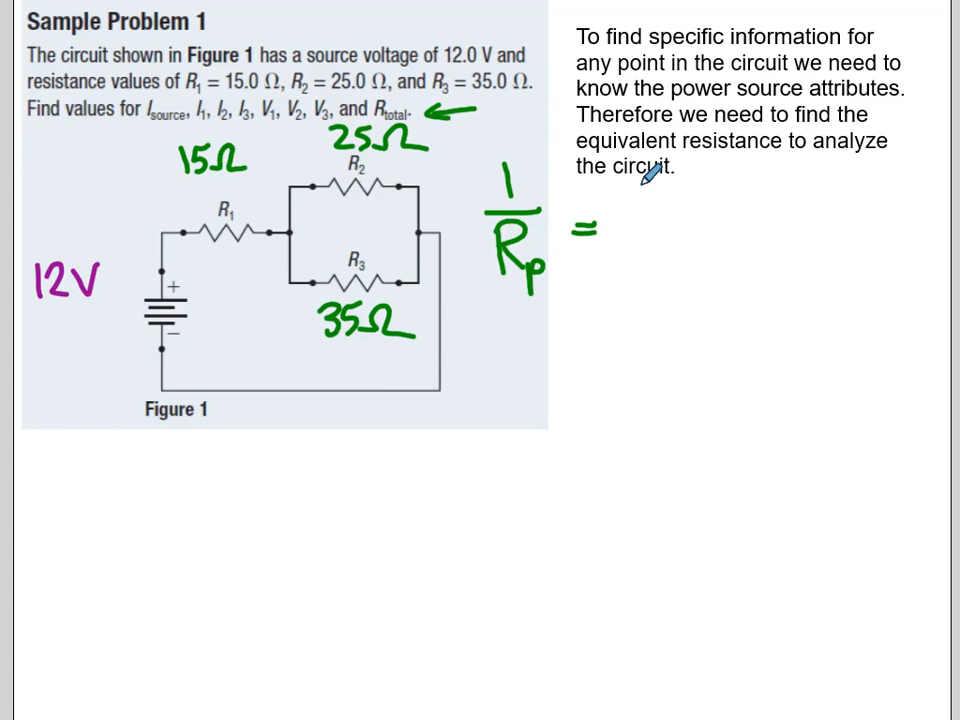 Sample Problem 1
The circuit shown in Figure 1 has a source voltage of 12.0 V and
resistance values of R₁ = 15.0 Ω, R₂ = 25.0 Ω, and R₃ = 35.0 Ω.
Find values for I_source, I₁, I₂, I₃, V₁, V₂, V₃, and R_total.
To find specific information for
any point in the circuit we need to
know the power source attributes.
Therefore we need to find the
equivalent resistance to analyze
the circuit.
15Ω
25Ω
R₂
R₁
R₃
35Ω
12V
+
−
Figure 1
1/Rp =